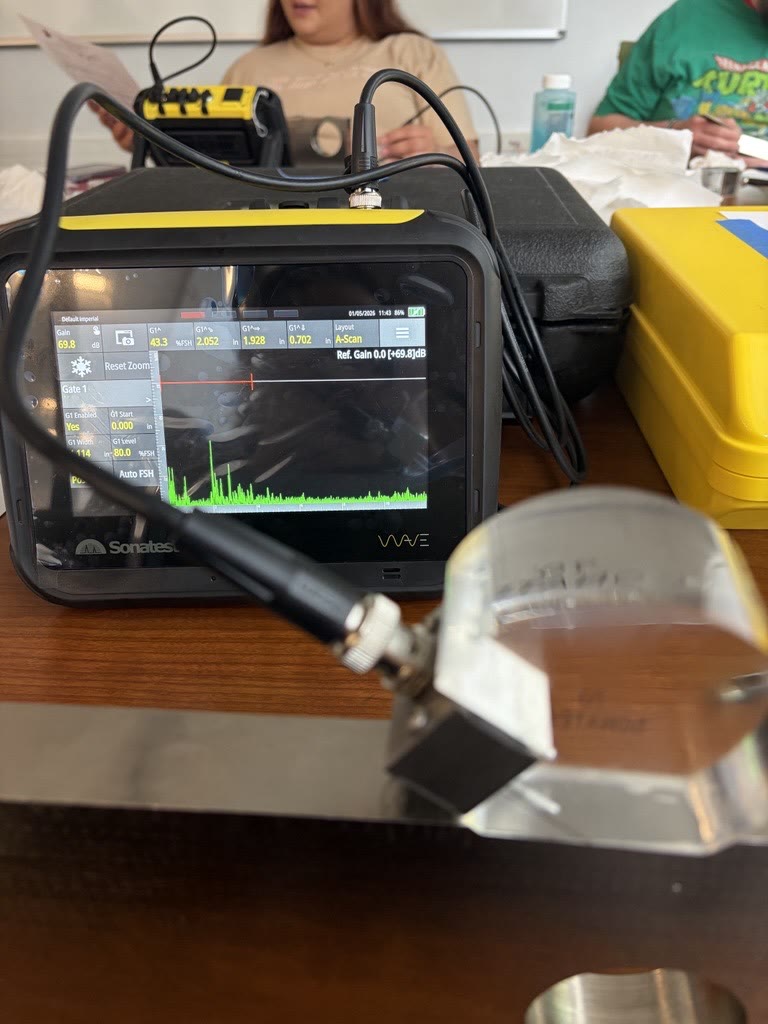 Default Imperial
01/05/2026 11:43 86%
Gain
69.8 dB
G1^
43.3 %FSH
2.052 in
1.928 in
0.702 in
Layout
A-Scan
Reset Zoom
Ref. Gain 0.0 [+69.8]dB
Gate 1
>
G1 Enabled
Yes
G1 Start
0.000 in
G1 Width
.114 in
G1 Level
80.0 %FSH
Auto FSH
Sonatest
WAVE